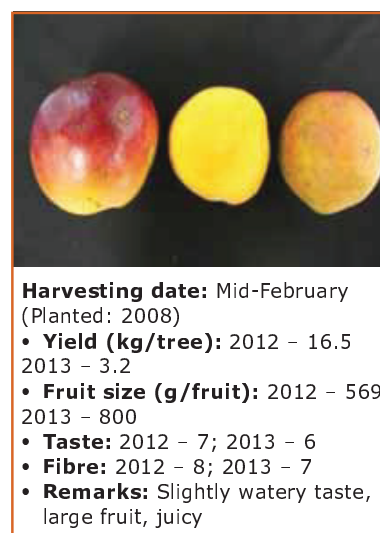 Harvesting date: Mid-February
(Planted: 2008)
• Yield (kg/tree): 2012 – 16.5
2013 – 3.2
• Fruit size (g/fruit): 2012 – 569
2013 – 800
• Taste: 2012 – 7; 2013 – 6
• Fibre: 2012 – 8; 2013 – 7
• Remarks: Slightly watery taste,
large fruit, juicy